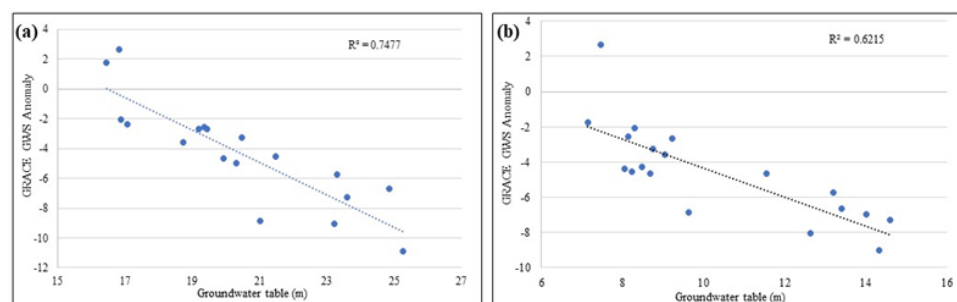 (a)
R² = 0.7477
GRACE GWS Anomaly
4
2
0
-2
-4
-6
-8
-10
-12
15 17 19 21 23 25 27
Groundwater table (m)
(b)
R² = 0.6215
GRACE GWS Anomaly
4
2
0
-2
-4
-6
-8
-10
6 8 10 12 14 16
Groundwater table (m)